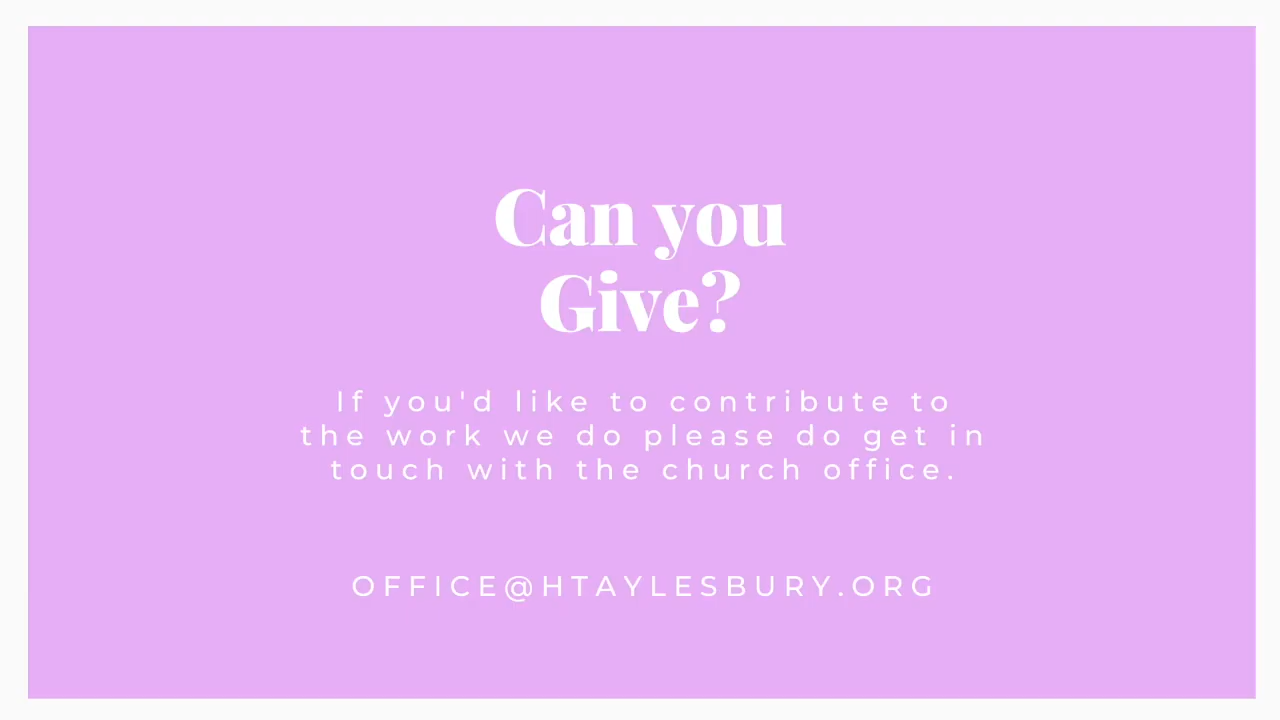 Can you
Give?
If you'd like to contribute to
the work we do please do get in
touch with the church office.
OFFICE@HTAYLESBURY.ORG